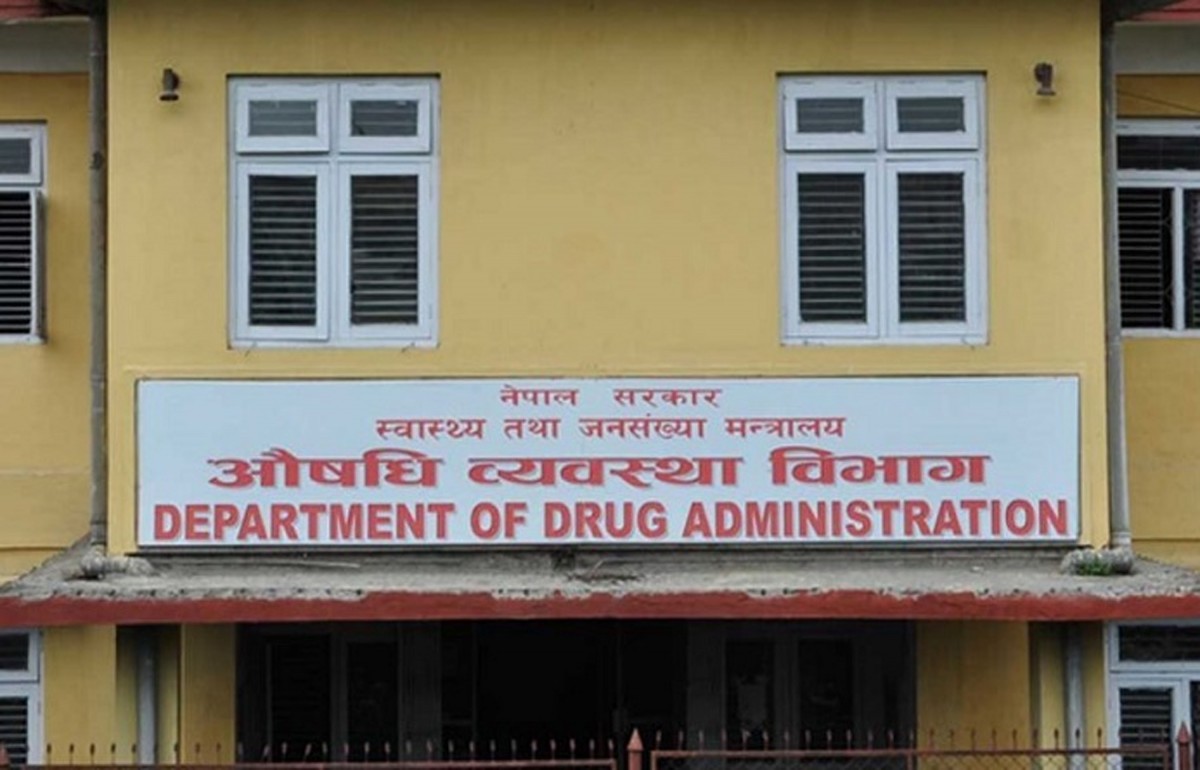 नेपाल सरकार
स्वास्थ्य तथा जनसंख्या मन्त्रालय
औषधि व्यवस्था विभाग
DEPARTMENT OF DRUG ADMINISTRATION